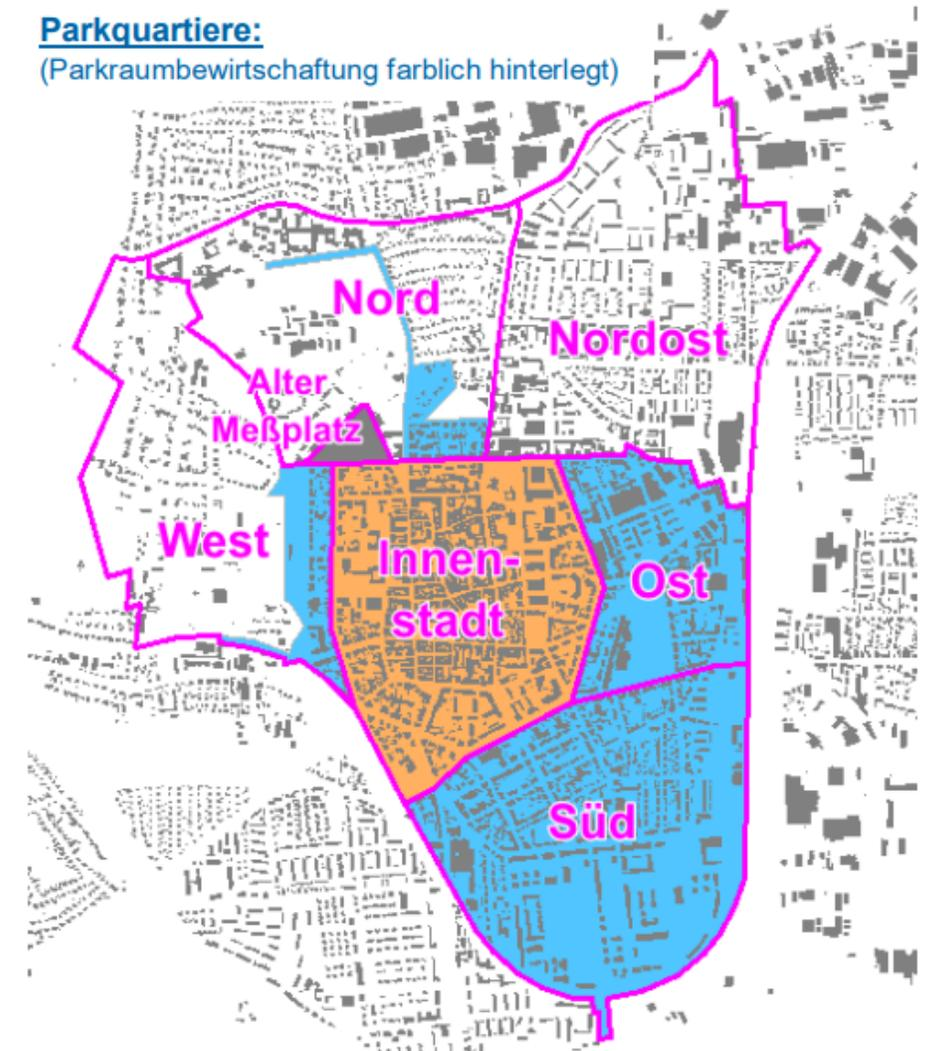 Parkquartiere:
(Parkraumbewirtschaftung farblich hinterlegt)
Nord
Nordost
Alter
Meßplatz
West
Innen-
stadt
Ost
Süd